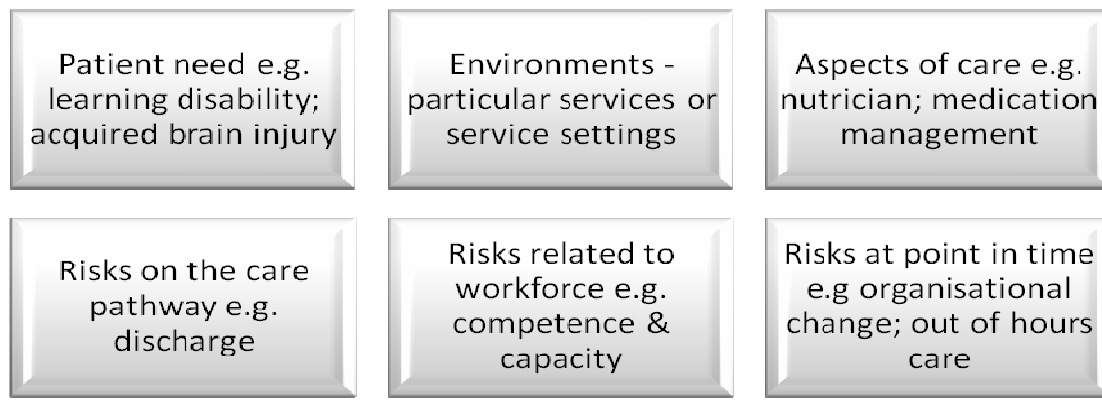 Patient need e.g.
learning disability;
acquired brain injury
Environments -
particular services or
service settings
Aspects of care e.g.
nutrician; medication
management
Risks on the care
pathway e.g.
discharge
Risks related to
workforce e.g.
competence &
capacity
Risks at point in time
e.g organisational
change; out of hours
care